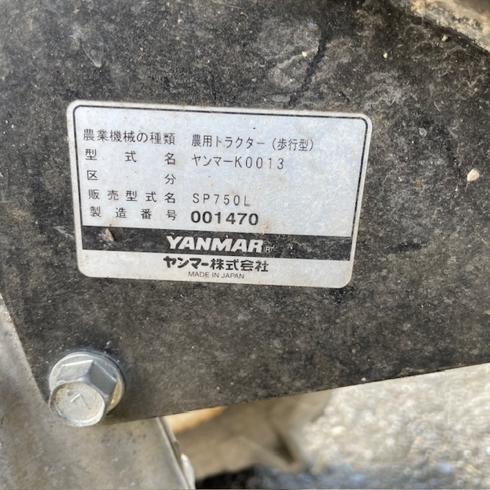 農業機械の種類 農用トラクター(歩行型)
型式名 ヤンマーK0013
区分
販売型式名 SP750L
製造番号 001470
YANMAR®
ヤンマー株式会社
MADE IN JAPAN